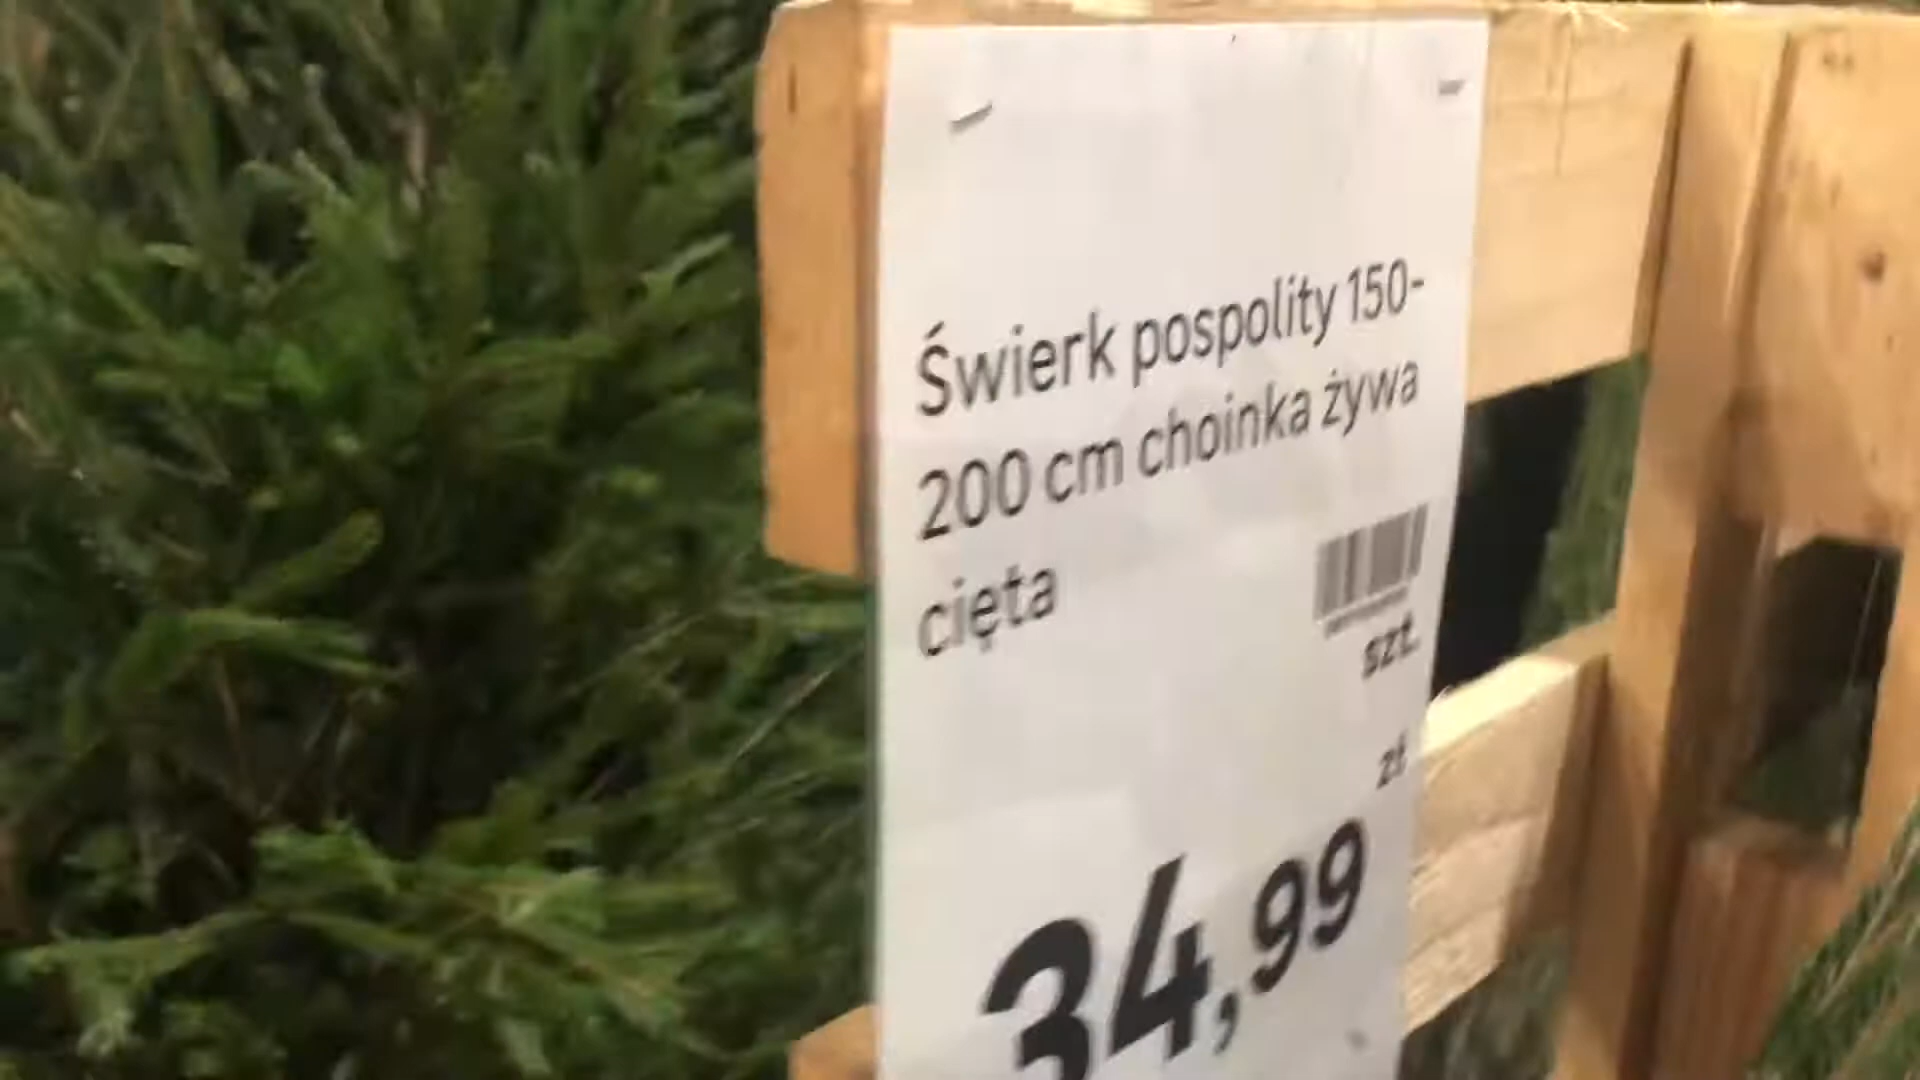 Świerk pospolity 150-
200 cm choinka żywa
cięta
szt.
zł
34,99